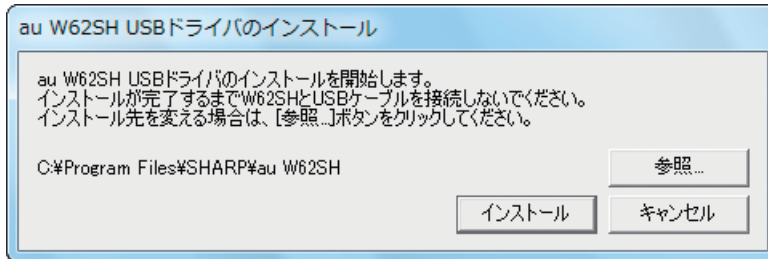 au W62SH USBドライバのインストール
au W62SH USBドライバのインストールを開始します。
インストールが完了するまでW62SHとUSBケーブルを接続しないでください。
インストール先を変える場合は、[参照...]ボタンをクリックしてください。
C:¥Program Files¥SHARP¥au W62SH
参照...
インストール
キャンセル